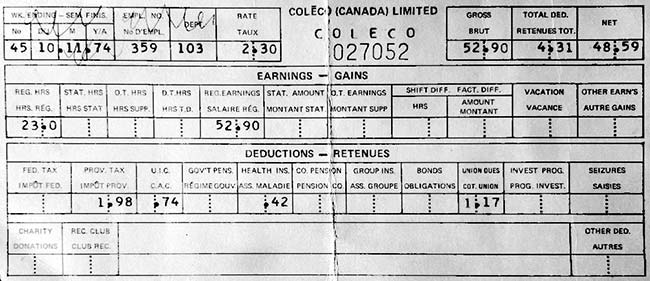 WK. ENDING - SEM. FINIS. EMPL. NO. DEPT. RATE COLECO (CANADA) LIMITED GROSS TOTAL DED. NET
No D/J M Y/A No D'EMPL. TAUX COLECO BRUT RETENUES TOT.
45 10 11 74 359 103 2 30 027052 52 90 4 31 48 59
EARNINGS — GAINS
REG. HRS STAT. HRS O.T. HRS D.T. HRS REG. EARNINGS STAT. AMOUNT O.T. EARNINGS SHIFT DIFF. FACT. DIFF. VACATION OTHER EARN'S
HRS. RÉG. HRS STAT HRS SUPP. HRS T.D. SALAIRE RÉG. MONTANT STAT. MONTANT SUPP HRS AMOUNT MONTANT VACANCE AUTRE GAINS
23 0 52 90
DEDUCTIONS — RETENUES
FED. TAX PROV. TAX U.I.C. GOV'T PENS. HEALTH INS. CO. PENSION GROUP INS. BONDS UNION DUES INVEST PROG. SEIZURES
IMPÔT FED. IMPÔT PROV. C.A.C. RÉGIME GOUV. ASS. MALADIE PENSION CO. ASS. GROUPE OBLIGATIONS COT. UNION PROG. INVEST. SAISIES
1 98 74 42 1 17
CHARITY REC. CLUB OTHER DED.
DONATIONS CLUB REC. AUTRES